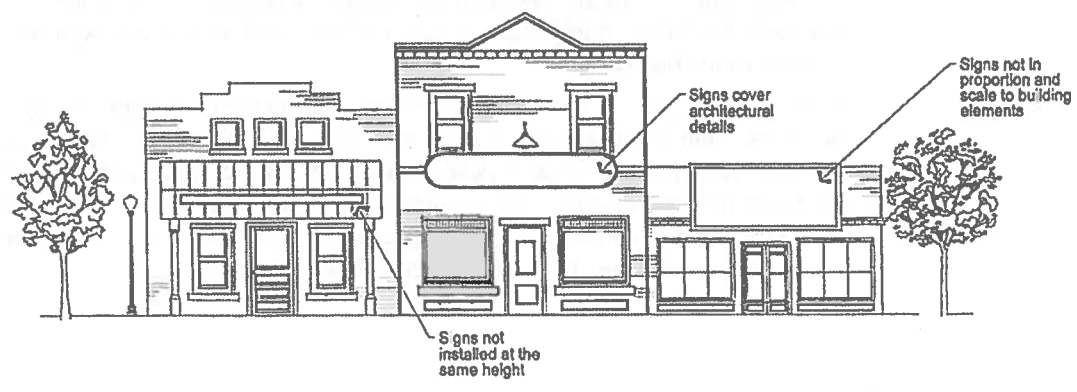 Signs not in
proportion and
scale to building
elements
Signs cover
architectural
details
Signs not
installed at the
same height